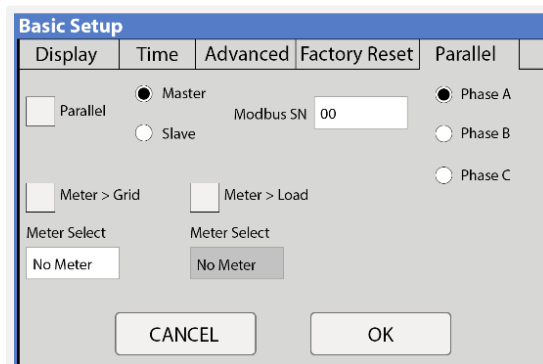 Basic Setup
Display Time Advanced Factory Reset Parallel
Parallel
Master
Slave
Modbus SN 00
Phase A
Phase B
Phase C
Meter > Grid
Meter > Load
Meter Select
No Meter
Meter Select
No Meter
CANCEL OK